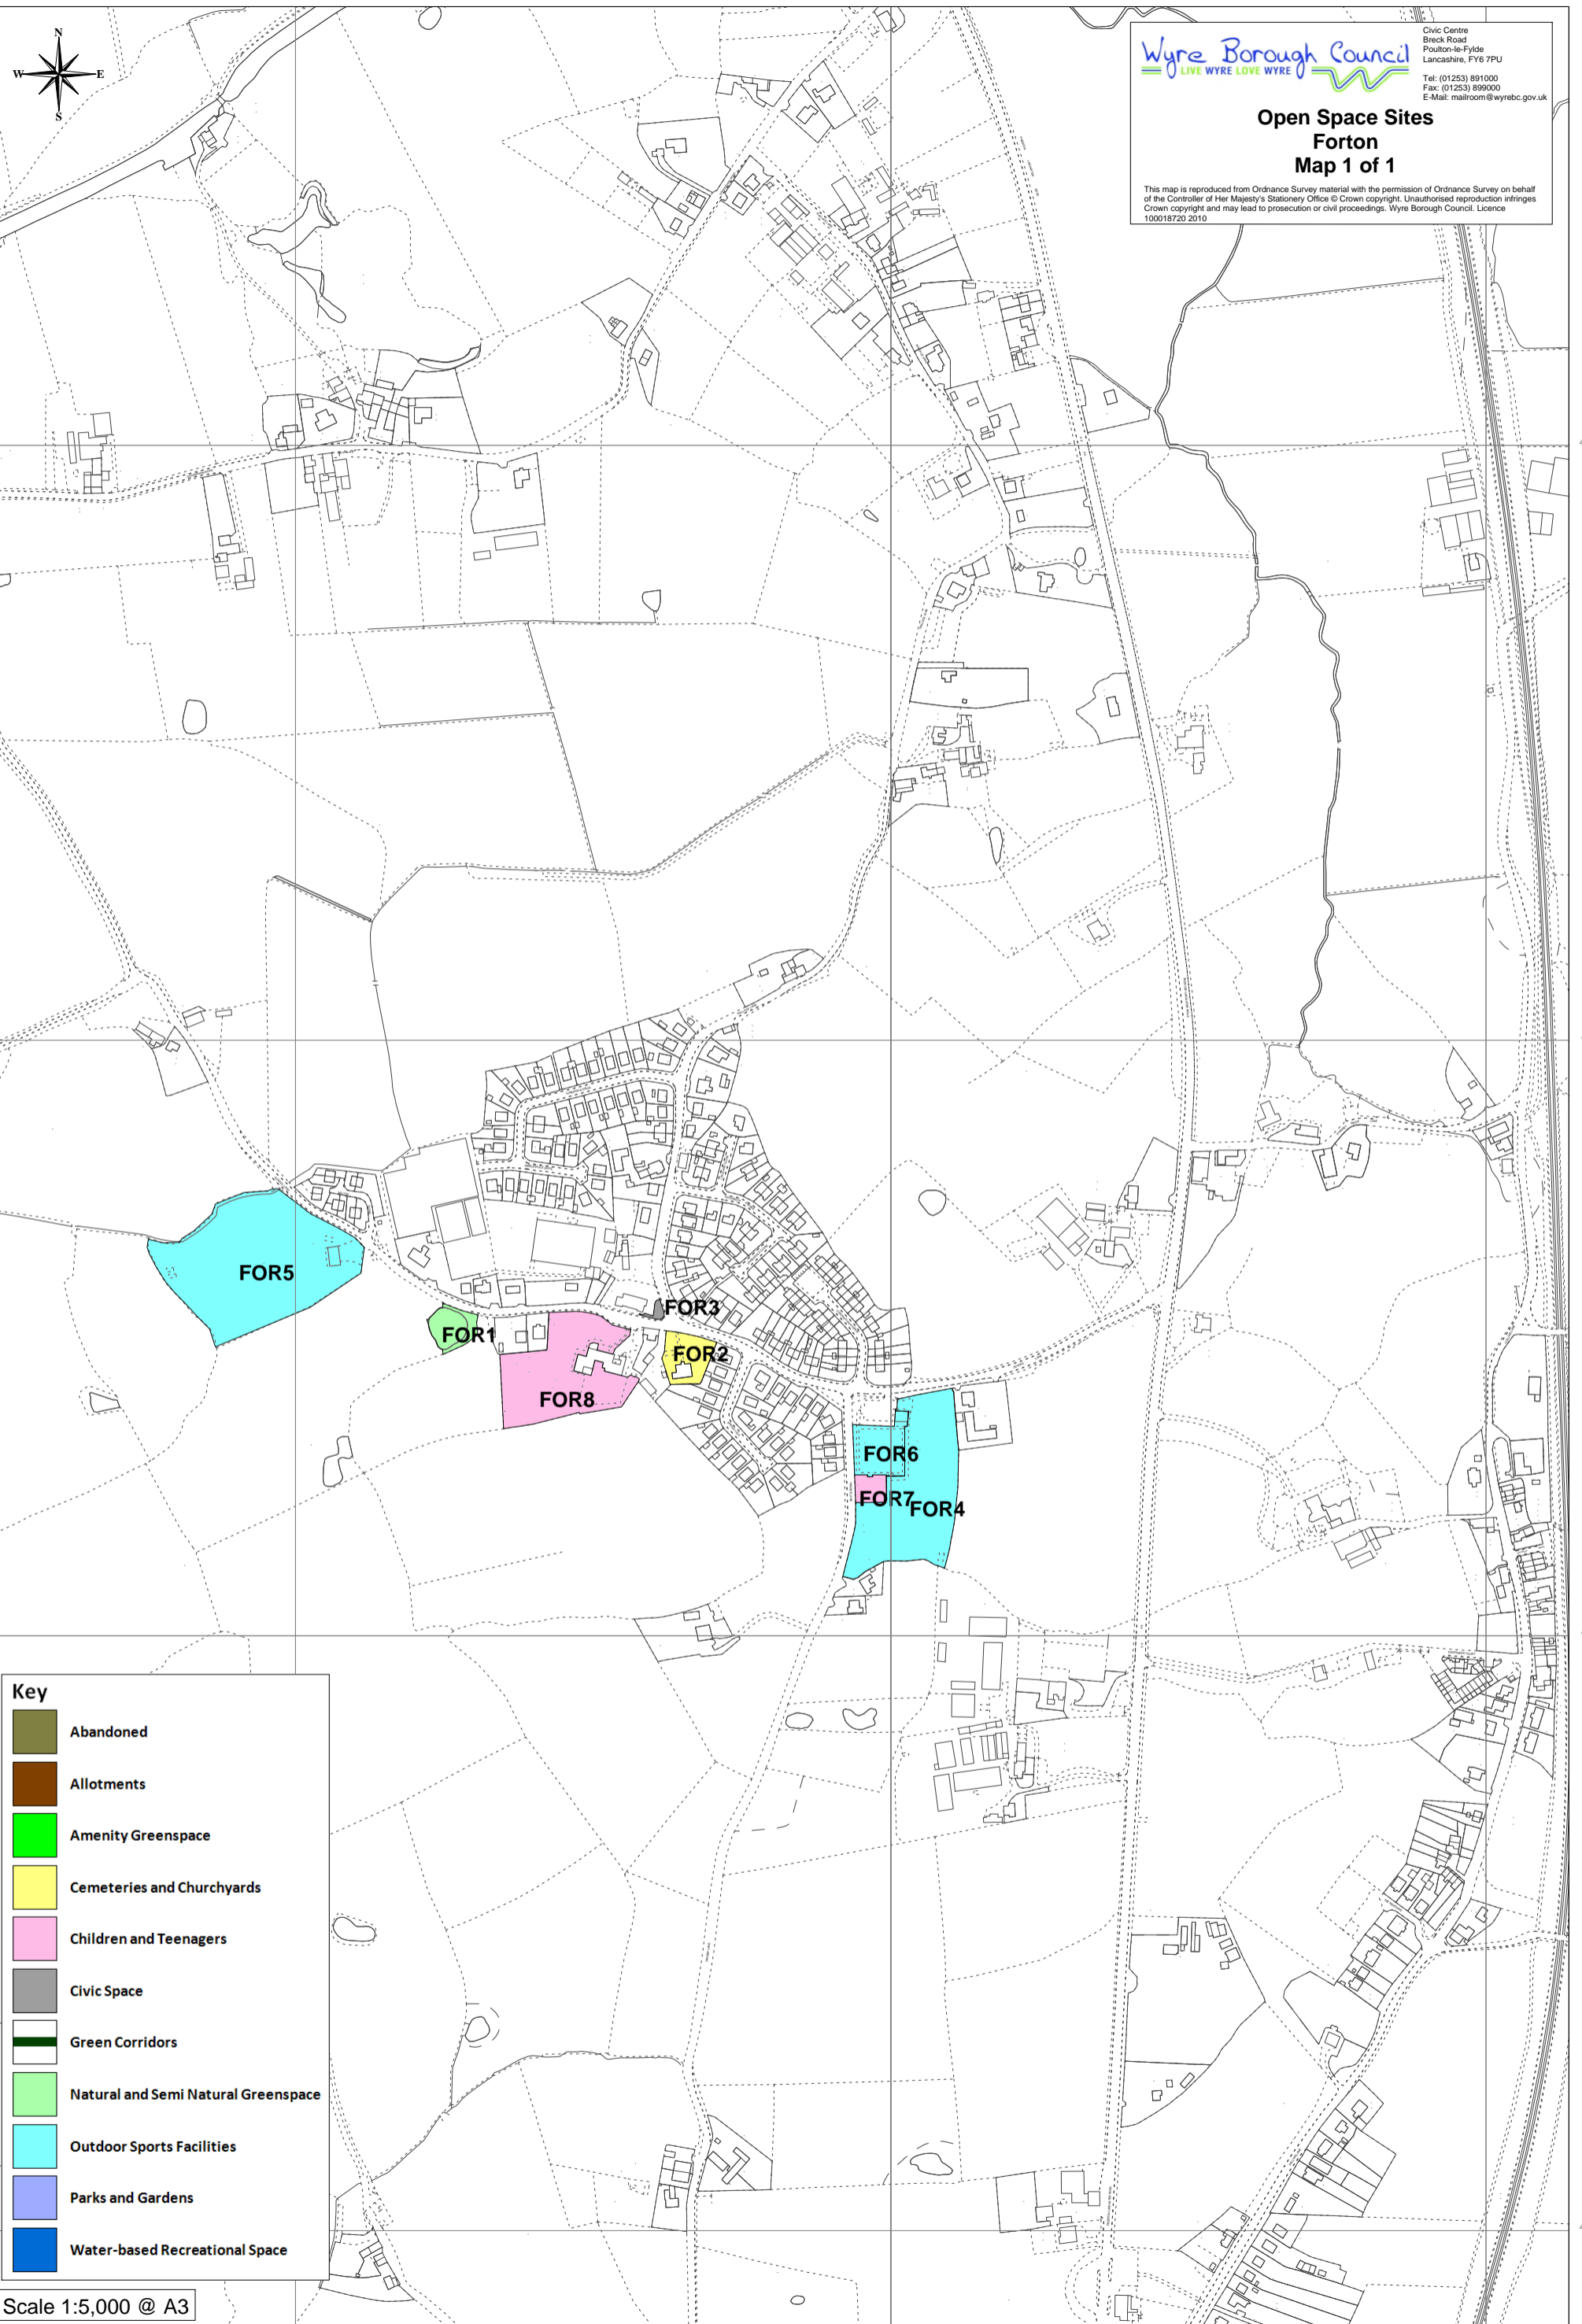 N
W E
S
Wyre Borough Council
LIVE WYRE LOVE WYRE
Civic Centre
Breck Road
Poulton-le-Fylde
Lancashire, FY6 7PU
Tel: (01253) 891000
Fax: (01253) 899000
E-Mail: mailroom@wyrebc.gov.uk
Open Space Sites
Forton
Map 1 of 1
This map is reproduced from Ordnance Survey material with the permission of Ordnance Survey on behalf
of the Controller of Her Majesty's Stationery Office © Crown copyright. Unauthorised reproduction infringes
Crown copyright and may lead to prosecution or civil proceedings. Wyre Borough Council. Licence
100018720 2010
FOR5
FOR3
FOR1
FOR2
FOR8
FOR6
FOR7
FOR4
Key
Abandoned
Allotments
Amenity Greenspace
Cemeteries and Churchyards
Children and Teenagers
Civic Space
Green Corridors
Natural and Semi Natural Greenspace
Outdoor Sports Facilities
Parks and Gardens
Water-based Recreational Space
Scale 1:5,000 @ A3